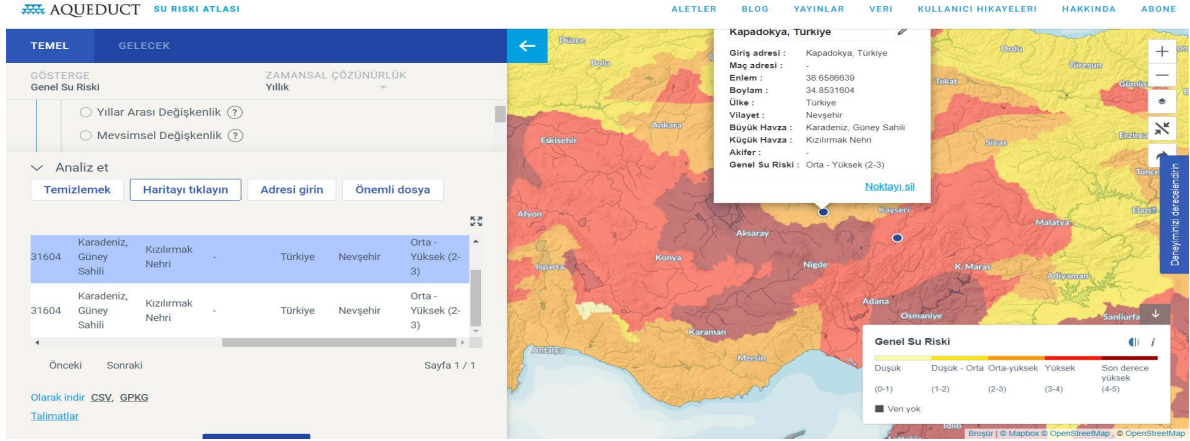 AQUEDUCT SU RISKI ATLASI
ALETLER BLOG YAYINLAR VERI KULLANICI HIKAYELERI HAKKINDA ABONE
TEMEL GELECEK
GÖSTERGE
Genel Su Riski
ZAMANSAL ÇÖZÜNÜRLÜK
Yıllık
Yıllar Arası Değişkenlik ?
Mevsimsel Değişkenlik ?
Analiz et
Temizlemek Haritayı tıklayın Adresi girin Önemli dosya
31604 Karadeniz, Güney Sahili Kızılırmak Nehri - Türkiye Nevşehir Orta - Yüksek (2-3)
31604 Karadeniz, Güney Sahili Kızılırmak Nehri - Türkiye Nevşehir Orta - Yüksek (2-3)
Önceki Sonraki Sayfa 1 / 1
Olarak indir CSV, GPKG
Talimatlar
Kapadokya, Türkiye
Giriş adresi : Kapadokya, Türkiye
Maç adresi : -
Enlem : 38.6586639
Boylam : 34.8531604
Ülke : Türkiye
Vilayet : Nevşehir
Büyük Havza : Karadeniz, Güney Sahili
Küçük Havza : Kızılırmak Nehri
Akifer : -
Genel Su Riski : Orta - Yüksek (2-3)
Noktayı sil
Düzce
Bolu
Ordu
Giresun
Tokat
Ankara
Eskisehir
Sivas
Afyon
Kayseri
Aksaray
Malatya
Konya
Isparta
Nigde
K. Maras
Adiyaman
Adana
Osmaniye
Sanliurfa
Karaman
Antalya
Mersin
Idlib
Deneyiminizi derecelendirin
Genel Su Riski i
Düşük Düşük - Orta Orta-yüksek Yüksek Son derece yüksek
(0-1) (1-2) (2-3) (3-4) (4-5)
Veri yok
Broşür | © Mapbox © OpenStreetMap , © OpenStreetMap